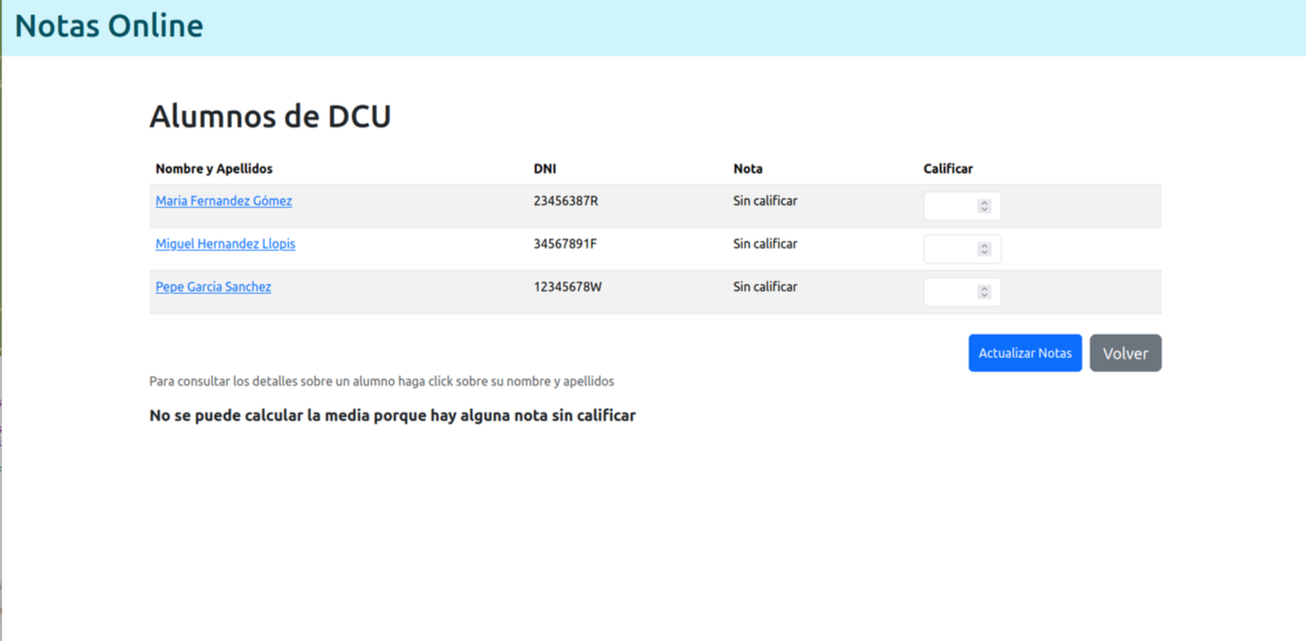 Notas Online
Alumnos de DCU
Nombre y Apellidos DNI Nota Calificar
Maria Fernandez Gómez 23456387R Sin calificar
Miguel Hernandez Llopis 34567891F Sin calificar
Pepe Garcia Sanchez 12345678W Sin calificar
Actualizar Notas Volver
Para consultar los detalles sobre un alumno haga click sobre su nombre y apellidos
No se puede calcular la media porque hay alguna nota sin calificar